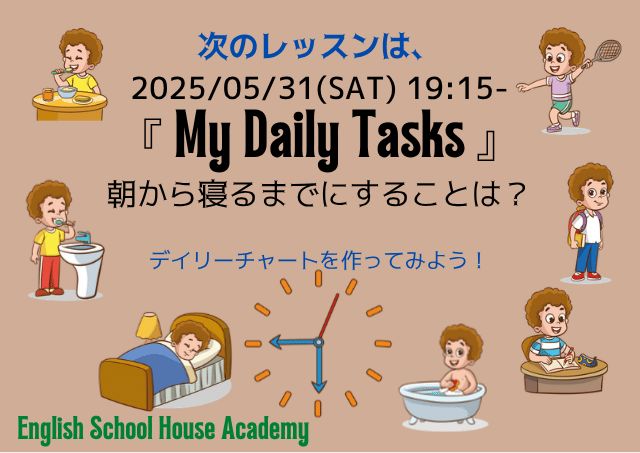 次のレッスンは、
2025/05/31(SAT) 19:15-
『 My Daily Tasks 』
朝から寝るまでにすることは？
デイリーチャートを作ってみよう！
English School House Academy